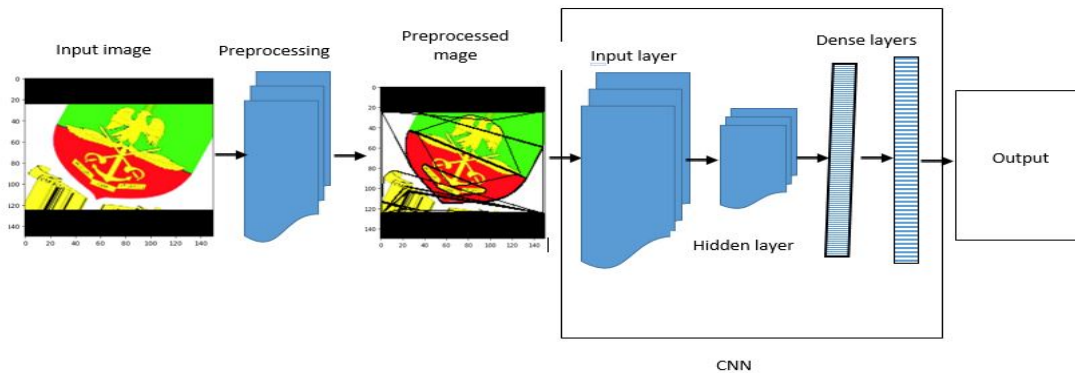 Input image
Preprocessing
Preprocessed
mage
Input layer
Dense layers
0
20
40
60
80
100
120
140
0 20 40 60 80 100 120 140
0
20
40
60
80
100
120
140
0 20 40 60 80 100 120 140
Hidden layer
Output
CNN